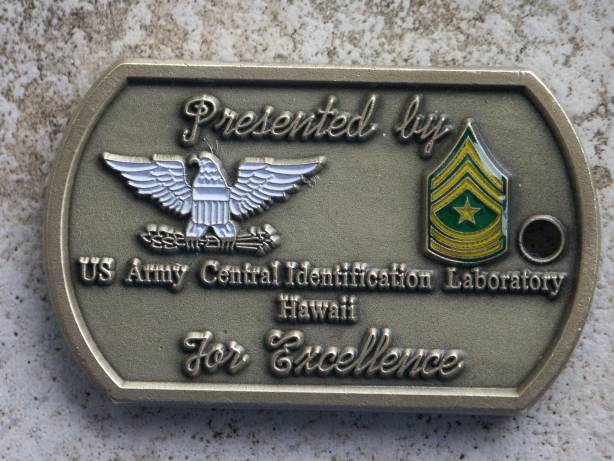 Presented by
US Army Central Identification Laboratory
Hawaii
For Excellence